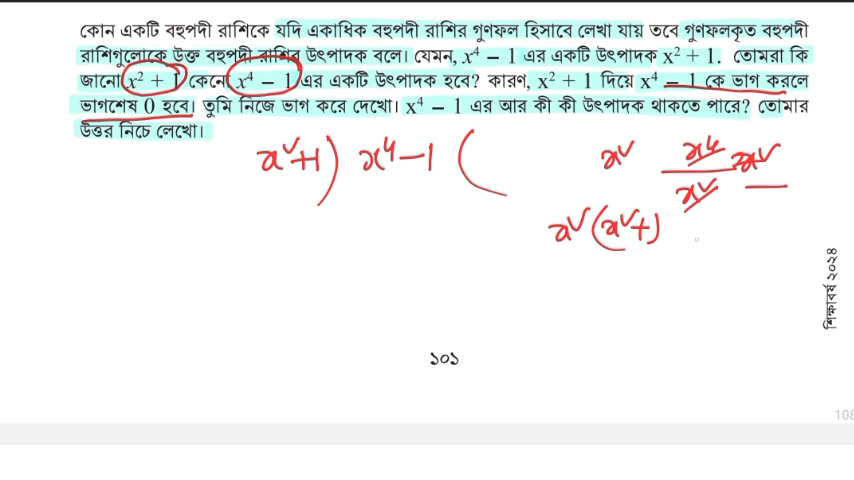 কোন একটি বহুপদী রাশিকে যদি একাধিক বহুপদী রাশির গুণফল হিসাবে লেখা যায় তবে গুণফলকৃত বহুপদী
রাশিগুলোকে উক্ত বহুপদী রাশির উৎপাদক বলে। যেমন, x⁴ − 1 এর একটি উৎপাদক x² + 1. তোমরা কি
জানো x² + 1 কেনো x⁴ − 1 এর একটি উৎপাদক হবে? কারণ, x² + 1 দিয়ে x⁴ − 1 কে ভাগ করলে
ভাগশেষ 0 হবে। তুমি নিজে ভাগ করে দেখো। x⁴ − 1 এর আর কী কী উৎপাদক থাকতে পারে? তোমার
উত্তর নিচে লেখো।
x²+1) x⁴−1 ( x² x⁴/x² = x²
x²(x²+)
শিক্ষাবর্ষ ২০২৪
১০১
108